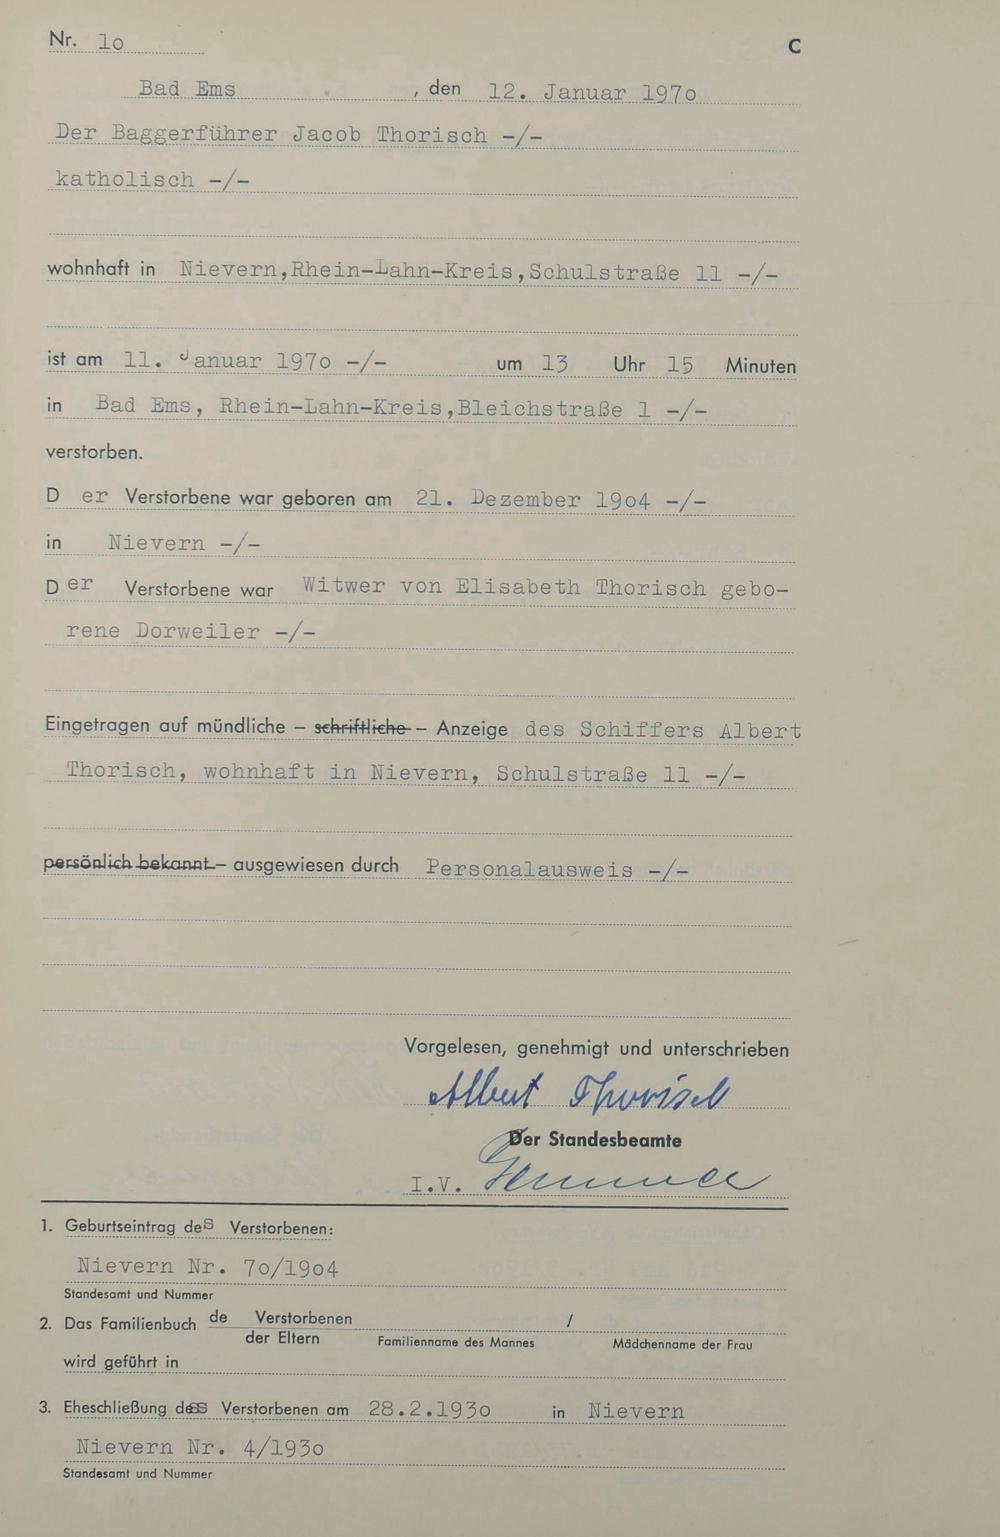 Nr. 1o C
Bad Ems , den 12. Januar 197o
Der Baggerführer Jacob Thorisch -/-
katholisch -/-
wohnhaft in Nievern,Rhein-Lahn-Kreis,Schulstraße 11 -/-
ist am 11. Januar 197o -/- um 13 Uhr 15 Minuten
in Bad Ems, Rhein-Lahn-Kreis,Bleichstraße 1 -/-
verstorben.
D er Verstorbene war geboren am 21. Dezember 19o4 -/-
in Nievern -/-
D er Verstorbene war Witwer von Elisabeth Thorisch gebo-
rene Dorweiler -/-
Eingetragen auf mündliche – schriftliche – Anzeige des Schiffers Albert
Thorisch, wohnhaft in Nievern, Schulstraße 11 -/-
persönlich bekannt – ausgewiesen durch Personalausweis -/-
Vorgelesen, genehmigt und unterschrieben
Albert Thorisch
Der Standesbeamte
I.V.
1. Geburtseintrag des Verstorbenen:
Nievern Nr. 7o/19o4
Standesamt und Nummer
2. Das Familienbuch de Verstorbenen /
der Eltern Familienname des Mannes Mädchenname der Frau
wird geführt in
3. Eheschließung des Verstorbenen am 28.2.193o in Nievern
Nievern Nr. 4/193o
Standesamt und Nummer